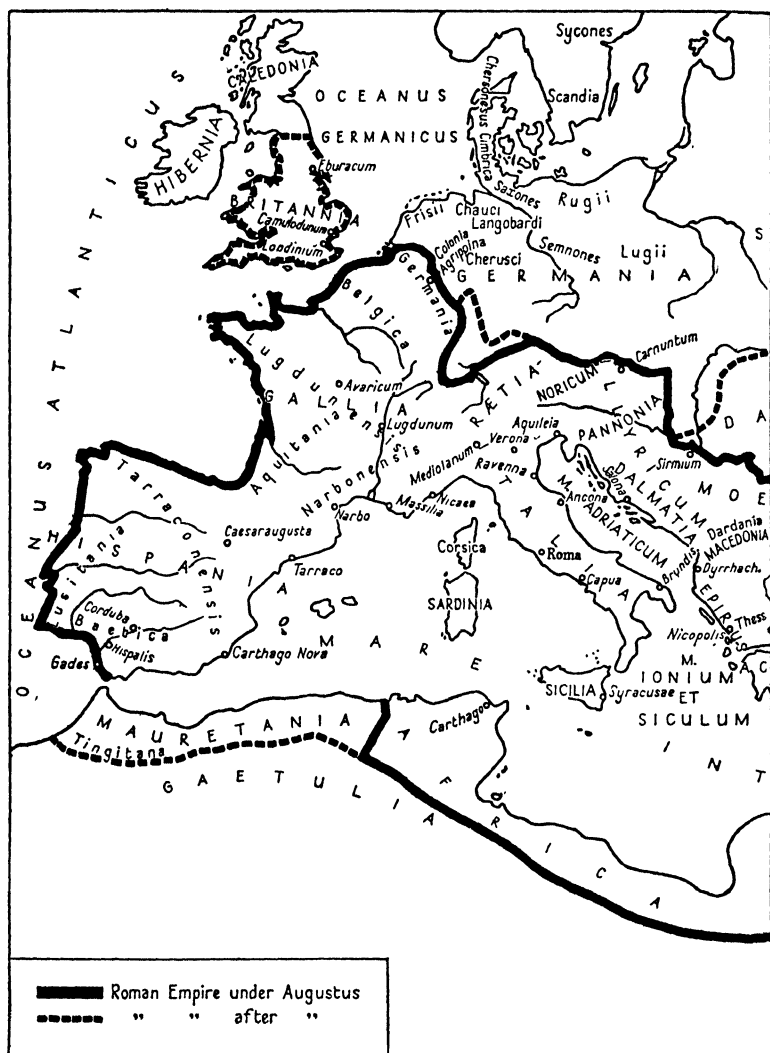 Sycones
CALEDONIA
OCEANUS
GERMANICUS
Chersonesus Cimbrica
Scandia
HIBERNIA
Eburacum
BRITANNIA
Camulodunum
Londinium
Saxones
Rugii
Frisii
Chauci
Langobardi
Semnones
Lugii
Colonia
Agrippina
Cherusci
GERMANIA
S
OCEANUS ATLANTICUS
Belgica
Germania
Lugdunensis
Avaricum
GALLIA
Lugdunum
Aquitania
Narbonensis
RÆTIA
NORICUM
Carnuntum
ILLYRICUM
PANNONIA
DA
Aquileia
Verona
Mediolanum
Ravenna
Sirmium
DALMATIA
MOE
Salona
Ancona
M.
ADRIATICUM
Dardania
MACEDONIA
Nicaea
Massilia
Narbo
ITALIA
Tarraconensis
Caesaraugusta
HISPANIA
Lusitania
Tarraco
Corsica
Roma
Capua
Brundis.
Dyrrhach.
EPIRUS
SARDINIA
Corduba
Baetica
Hispalis
Gades
Carthago Nova
MARE
Nicopolis
Thess
AC
M.
IONIUM
ET
SICULUM
SICILIA
Syracusae
INT
MAURETANIA
Tingitana
Carthago
AFRICA
GAETULIA
Roman Empire under Augustus
" " after "